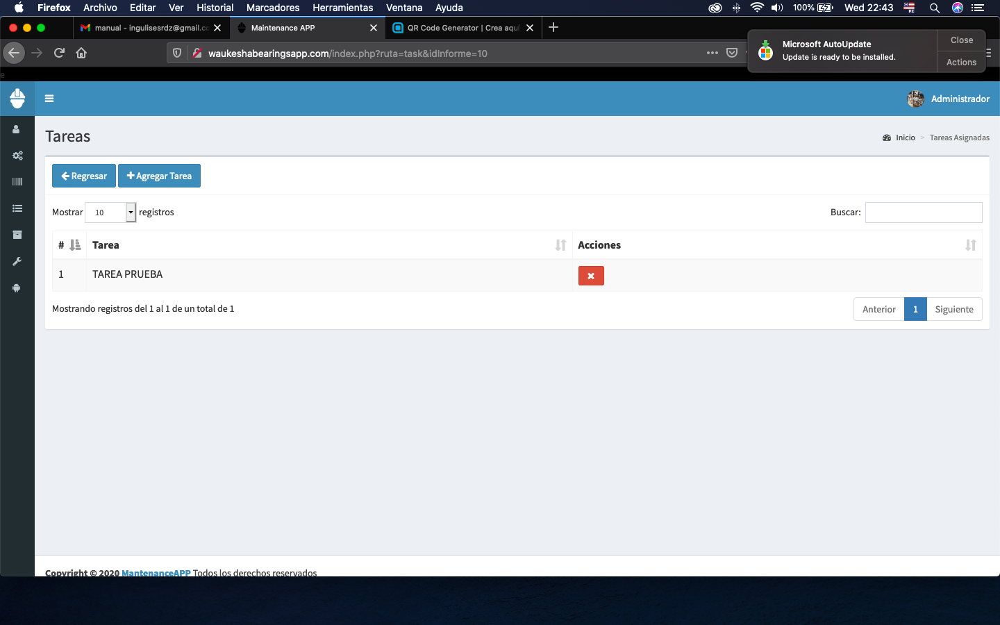 Firefox Archivo Editar Ver Historial Marcadores Herramientas Ventana Ayuda 100% Wed 22:43
manual - ingulisesrdz@gmail.co Maintenance APP QR Code Generator | Crea aquí
waukeshabearingsapp.com/index.php?ruta=task&idInforme=10
Microsoft AutoUpdate
Update is ready to be installed.
Close
Actions
e
Administrador
Tareas
Inicio > Tareas Asignadas
Regresar Agregar Tarea
Mostrar 10 registros Buscar:
# Tarea Acciones
1 TAREA PRUEBA
Mostrando registros del 1 al 1 de un total de 1 Anterior 1 Siguiente
Copyright © 2020 MantenanceAPP Todos los derechos reservados